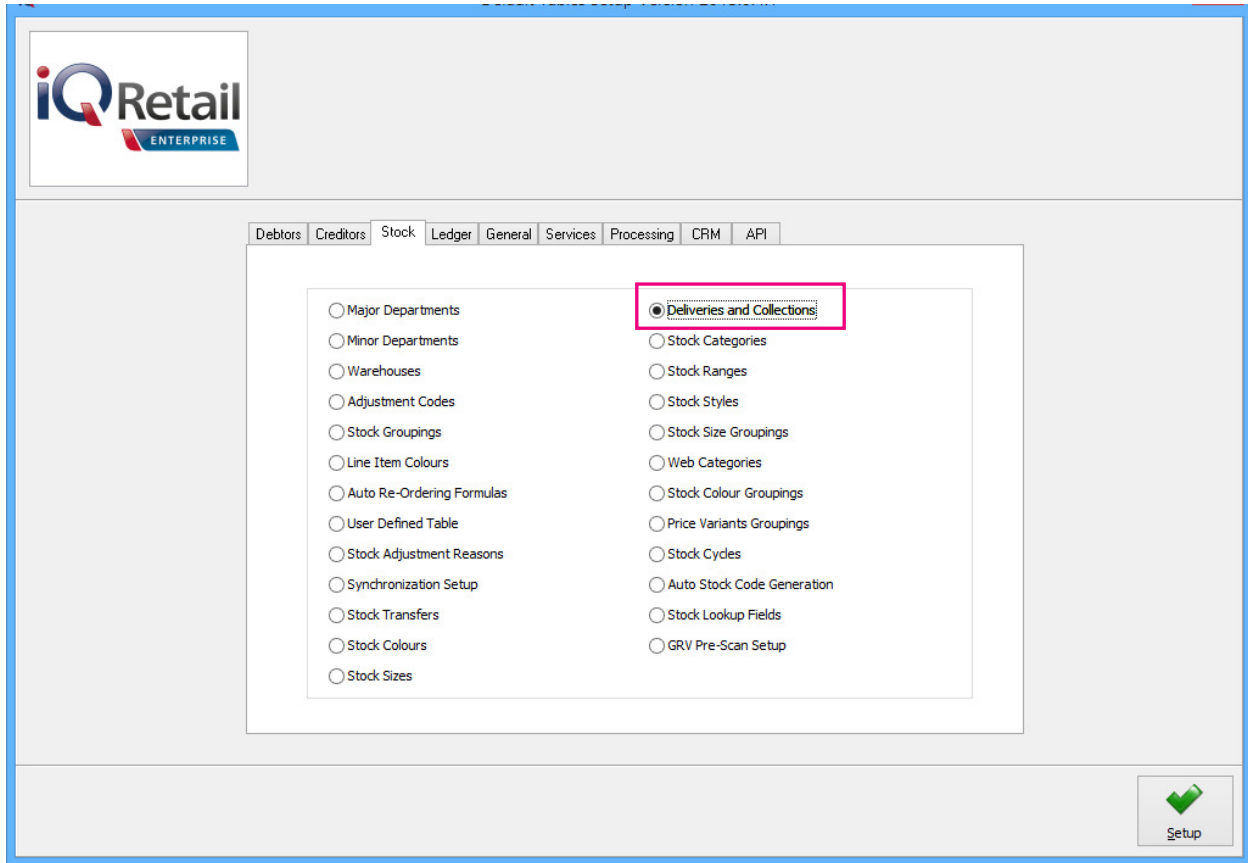 iQ Retail
ENTERPRISE
Debtors Creditors Stock Ledger General Services Processing CRM API
Major Departments
Minor Departments
Warehouses
Adjustment Codes
Stock Groupings
Line Item Colours
Auto Re-Ordering Formulas
User Defined Table
Stock Adjustment Reasons
Synchronization Setup
Stock Transfers
Stock Colours
Stock Sizes
Deliveries and Collections
Stock Categories
Stock Ranges
Stock Styles
Stock Size Groupings
Web Categories
Stock Colour Groupings
Price Variants Groupings
Stock Cycles
Auto Stock Code Generation
Stock Lookup Fields
GRV Pre-Scan Setup
Setup